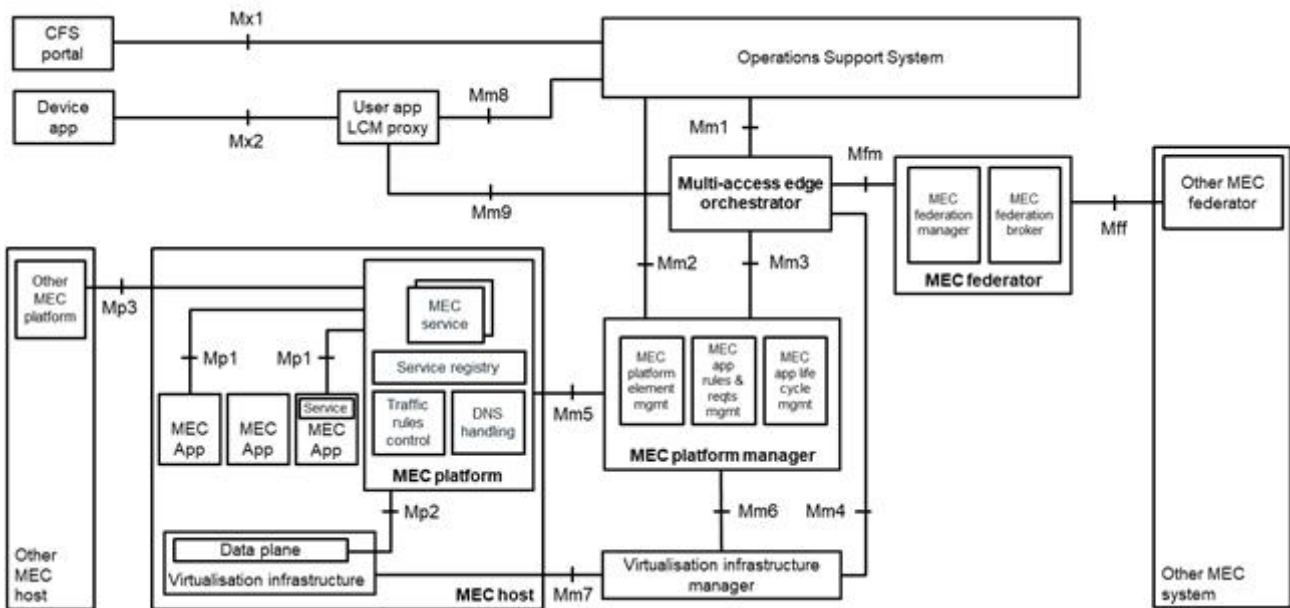 Mx1
CFS
portal
Operations Support System
Device
app
Mx2
User app
LCM proxy
Mm8
Mm1
Mfm
Mm9
Multi-access edge
orchestrator
MEC
federation
manager
MEC
federation
broker
MEC federator
Mff
Other MEC
federator
Mm2
Mm3
Other
MEC
platform
Mp3
MEC
service
Mp1
Mp1
Service registry
Traffic
rules
control
DNS
handling
MEC platform
MEC
App
MEC
App
Service
MEC
App
Mm5
MEC
platform
element
mgmt
MEC
app
rules &
reqts
mgmt
MEC
app life
cycle
mgmt
MEC platform manager
Mp2
Mm6
Mm4
Data plane
Virtualisation infrastructure
MEC host
Mm7
Virtualisation infrastructure
manager
Other
MEC
host
Other MEC
system